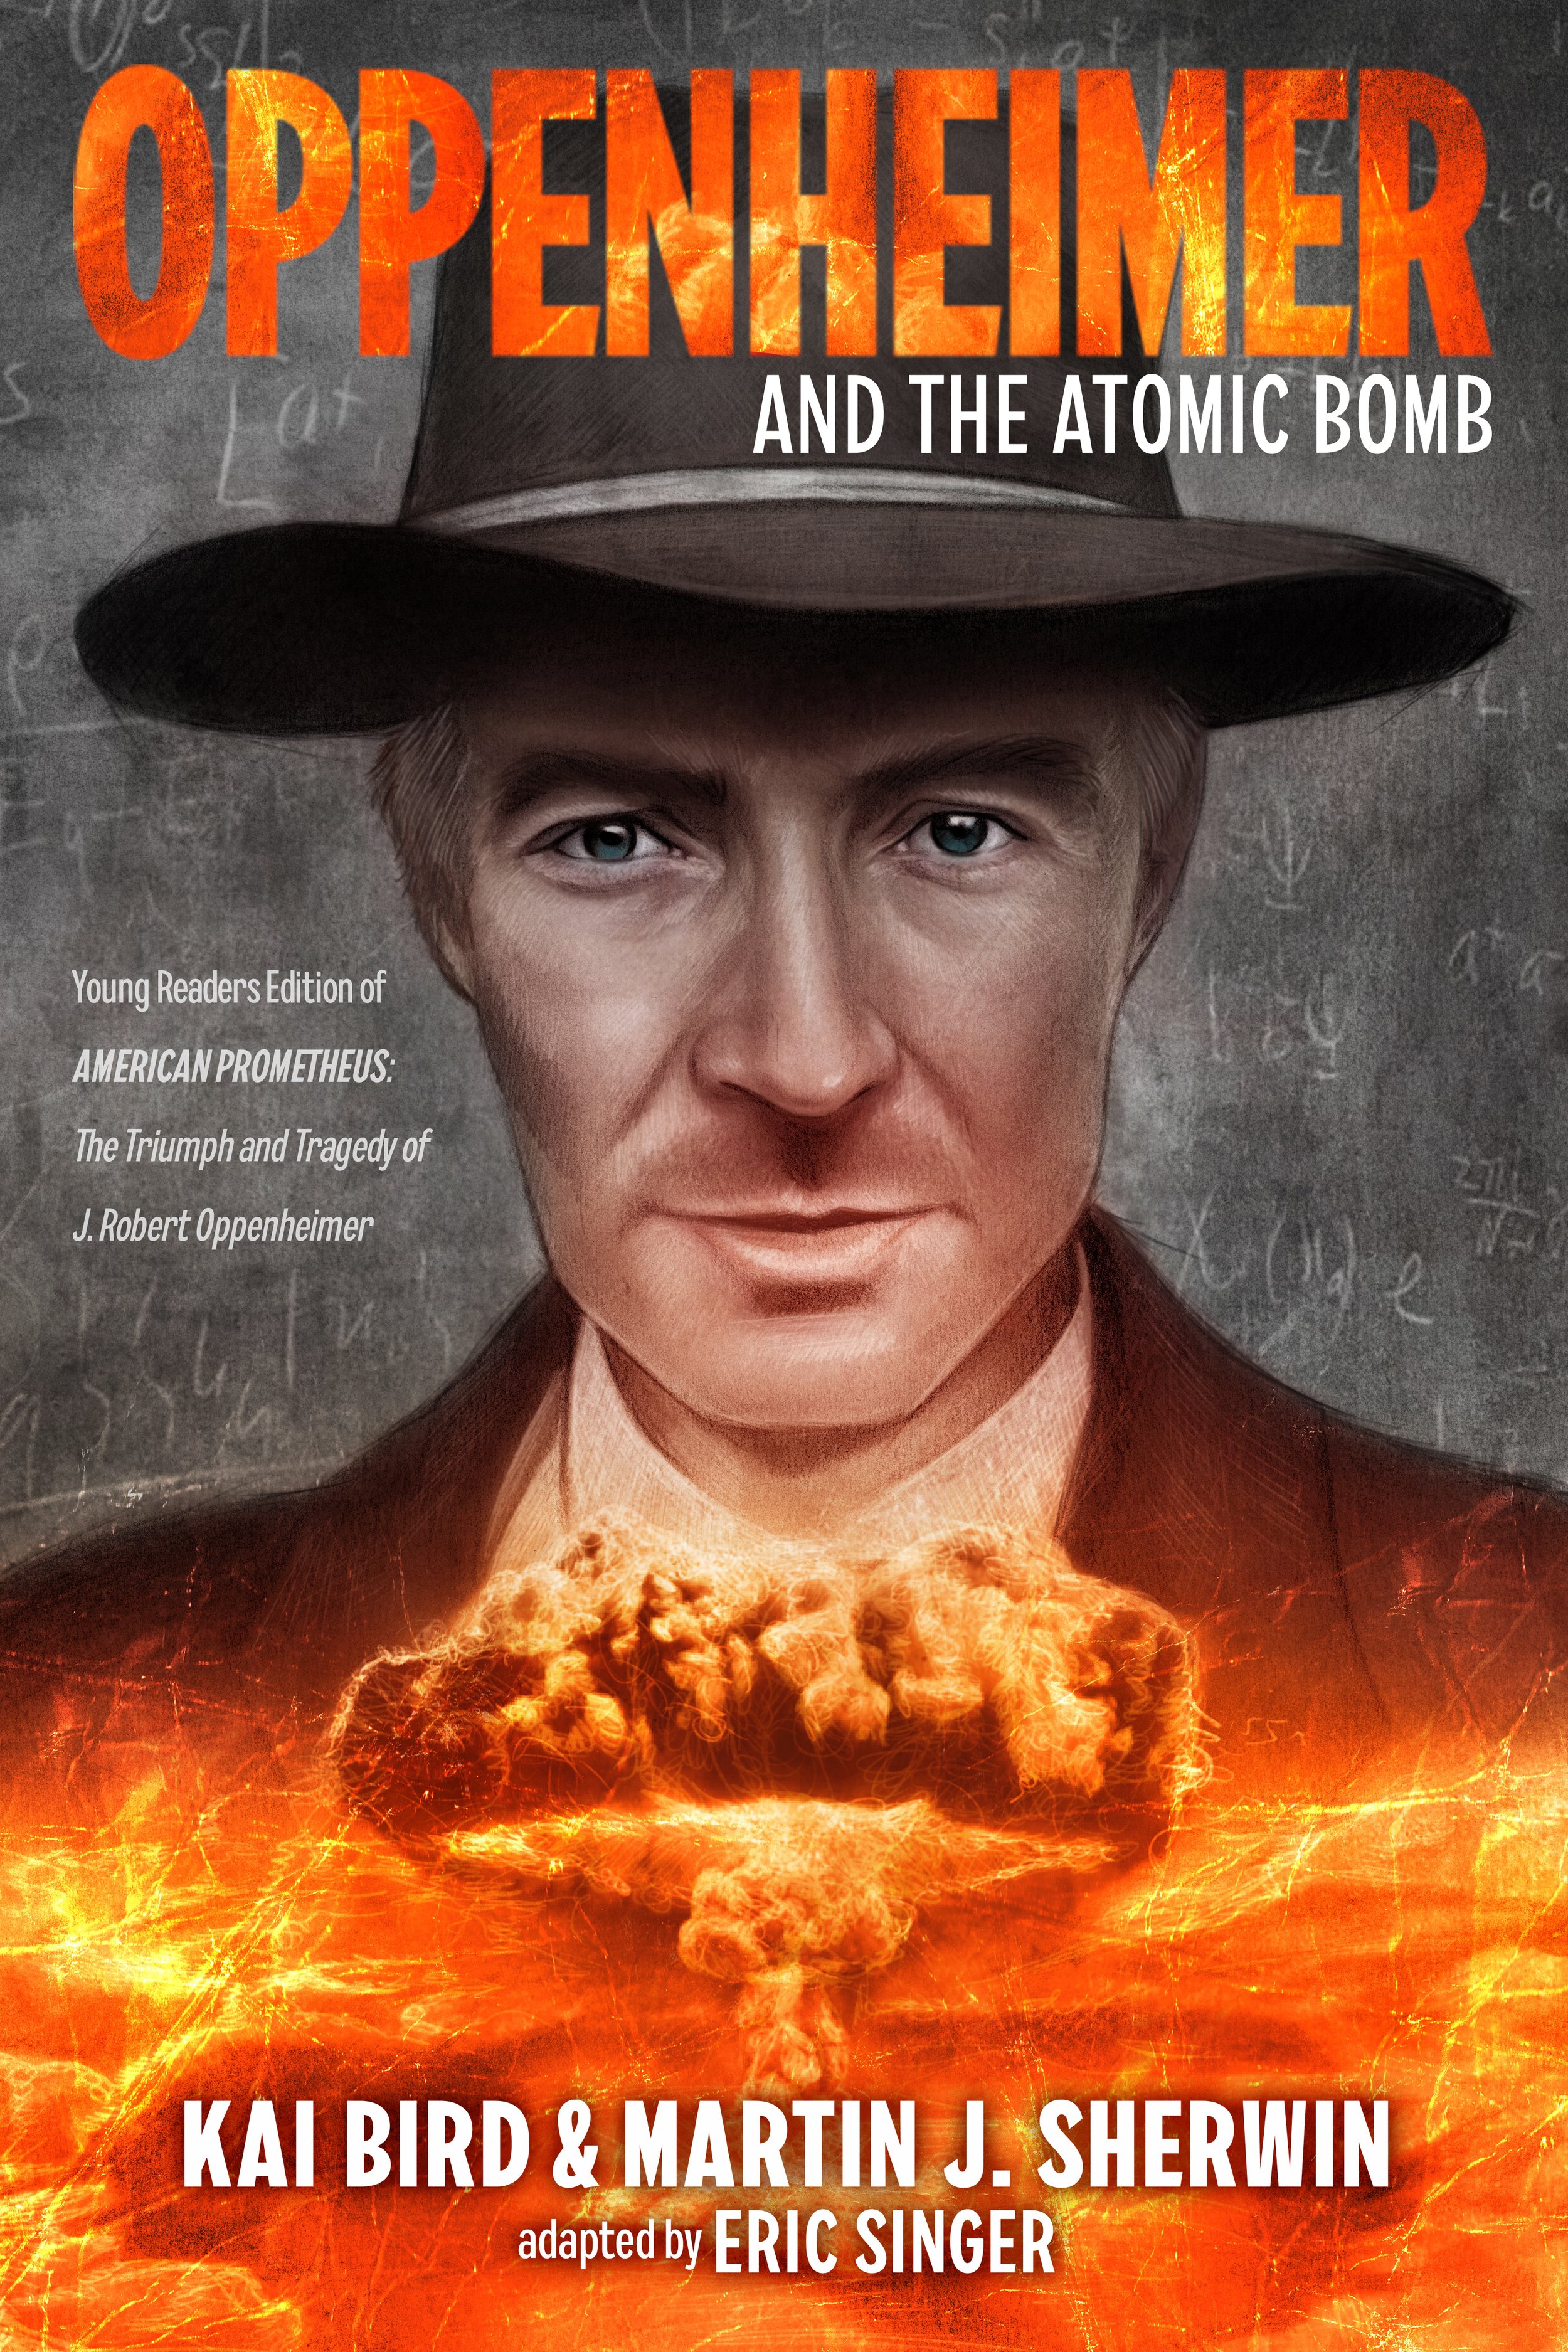 OPPENHEIMER
AND THE ATOMIC BOMB
Young Readers Edition of
AMERICAN PROMETHEUS:
The Triumph and Tragedy of
J. Robert Oppenheimer
KAI BIRD & MARTIN J. SHERWIN
adapted by ERIC SINGER